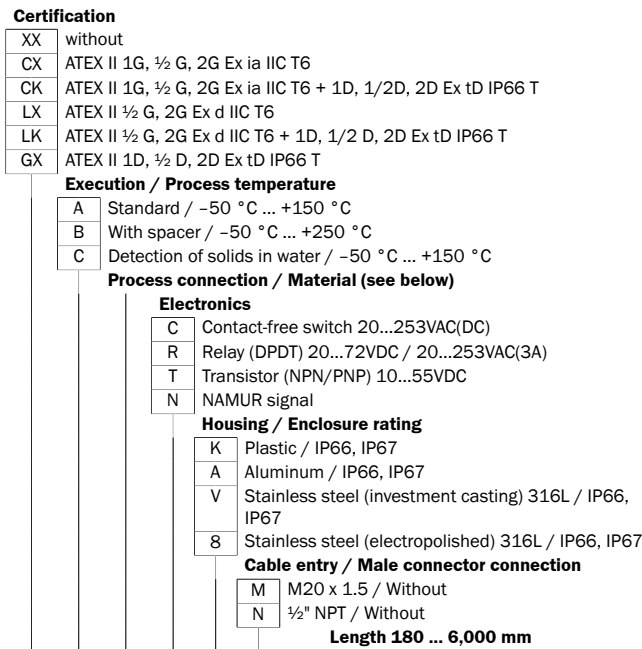 Certification
XX without
CX ATEX II 1G, ½ G, 2G Ex ia IIC T6
CK ATEX II 1G, ½ G, 2G Ex ia IIC T6 + 1D, 1/2D, 2D Ex tD IP66 T
LX ATEX II ½ G, 2G Ex d IIC T6
LK ATEX II ½ G, 2G Ex d IIC T6 + 1D, 1/2 D, 2D Ex tD IP66 T
GX ATEX II 1D, ½ D, 2D Ex tD IP66 T
Execution / Process temperature
A Standard / –50 °C ... +150 °C
B With spacer / –50 °C ... +250 °C
C Detection of solids in water / –50 °C ... +150 °C
Process connection / Material (see below)
Electronics
C Contact-free switch 20...253VAC(DC)
R Relay (DPDT) 20...72VDC / 20...253VAC(3A)
T Transistor (NPN/PNP) 10...55VDC
N NAMUR signal
Housing / Enclosure rating
K Plastic / IP66, IP67
A Aluminum / IP66, IP67
V Stainless steel (investment casting) 316L / IP66,
IP67
8 Stainless steel (electropolished) 316L / IP66, IP67
Cable entry / Male connector connection
M M20 x 1.5 / Without
N ½" NPT / Without
Length 180 ... 6,000 mm